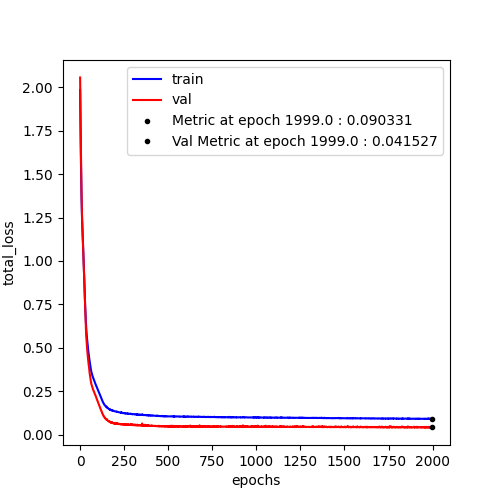 train
val
Metric at epoch 1999.0 : 0.090331
Val Metric at epoch 1999.0 : 0.041527
2.00
1.75
1.50
1.25
1.00
0.75
0.50
0.25
0.00
total_loss
0 250 500 750 1000 1250 1500 1750 2000
epochs